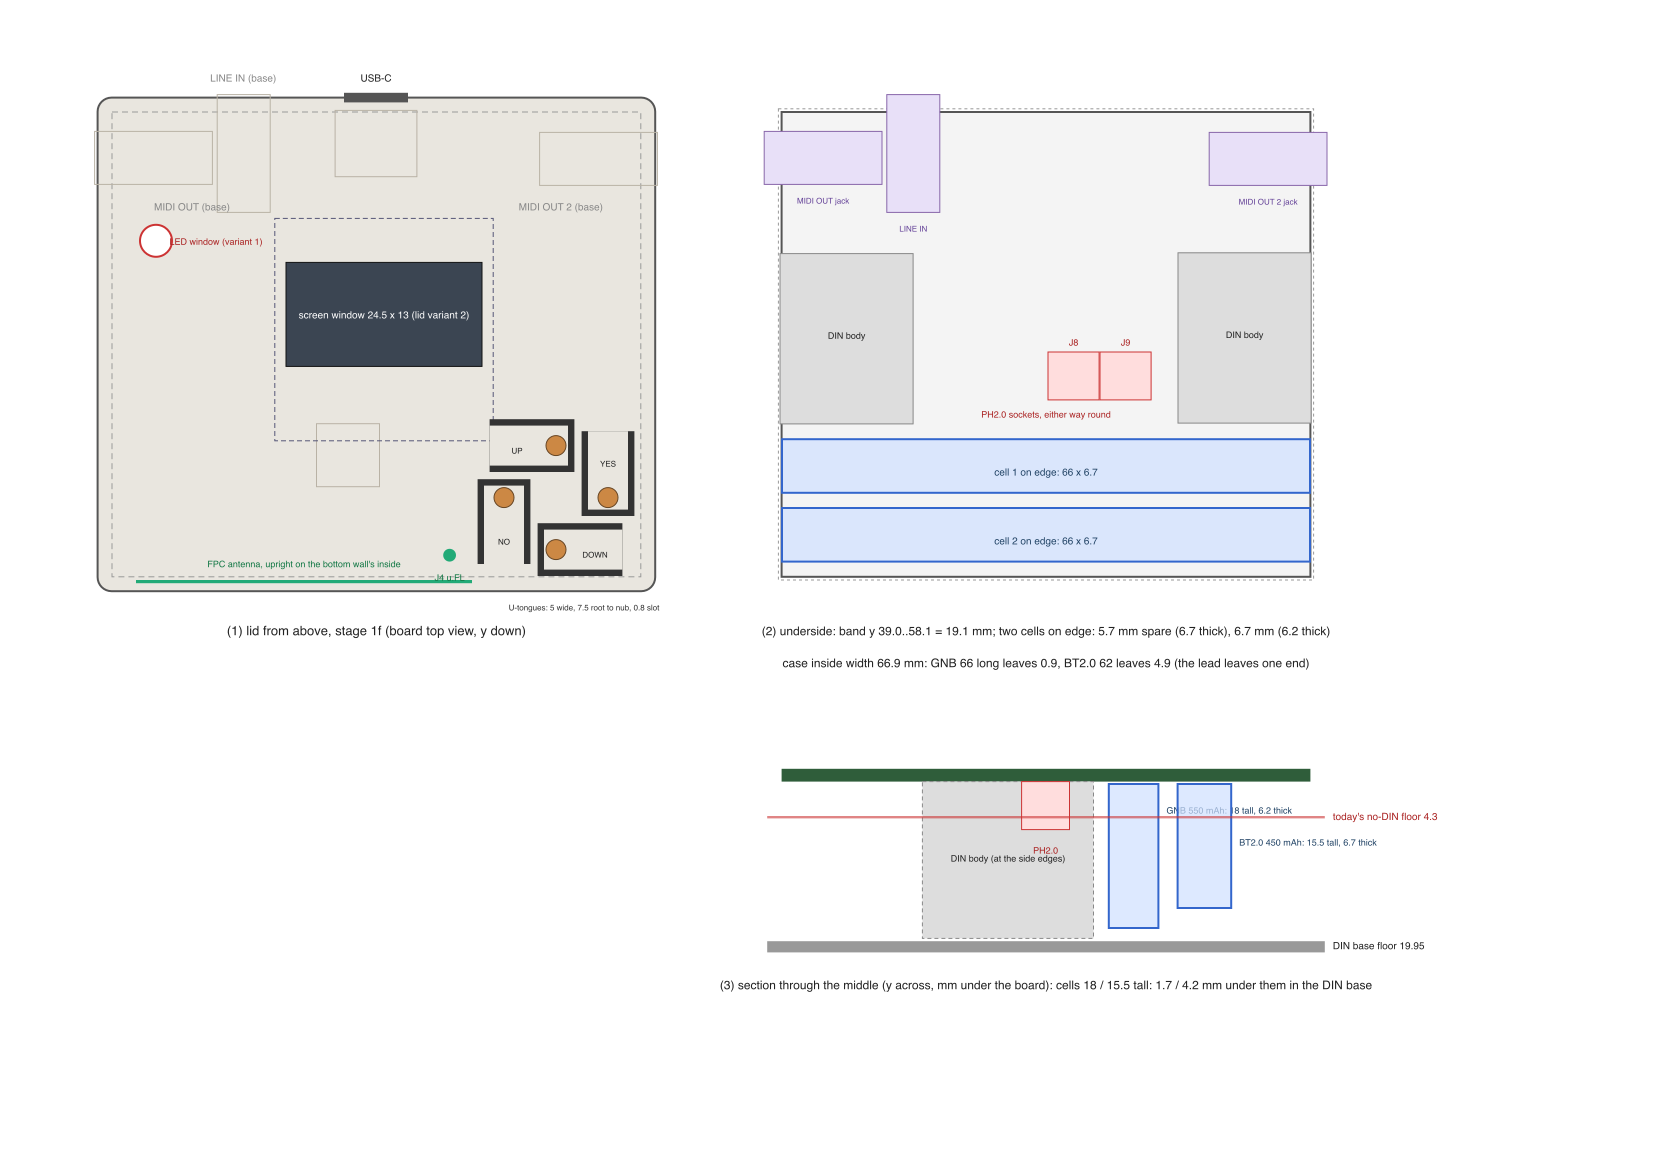 LINE IN (base)
USB-C
MIDI OUT (base)
MIDI OUT 2 (base)
LED window (variant 1)
screen window 24.5 x 13 (lid variant 2)
UP
YES
NO
DOWN
FPC antenna, upright on the bottom wall's inside
J4 u.FL
U-tongues: 5 wide, 7.5 root to nub, 0.8 slot
(1) lid from above, stage 1f (board top view, y down)
MIDI OUT jack
MIDI OUT 2 jack
LINE IN
DIN body
DIN body
J8
J9
PH2.0 sockets, either way round
cell 1 on edge: 66 x 6.7
cell 2 on edge: 66 x 6.7
(2) underside: band y 39.0..58.1 = 19.1 mm; two cells on edge: 5.7 mm spare (6.7 thick), 6.7 mm (6.2 thick)
case inside width 66.9 mm: GNB 66 long leaves 0.9, BT2.0 62 leaves 4.9 (the lead leaves one end)
GNB 550 mAh: 18 tall, 6.2 thick
today's no-DIN floor 4.3
BT2.0 450 mAh: 15.5 tall, 6.7 thick
PH2.0
DIN body (at the side edges)
DIN base floor 19.95
(3) section through the middle (y across, mm under the board): cells 18 / 15.5 tall: 1.7 / 4.2 mm under them in the DIN base